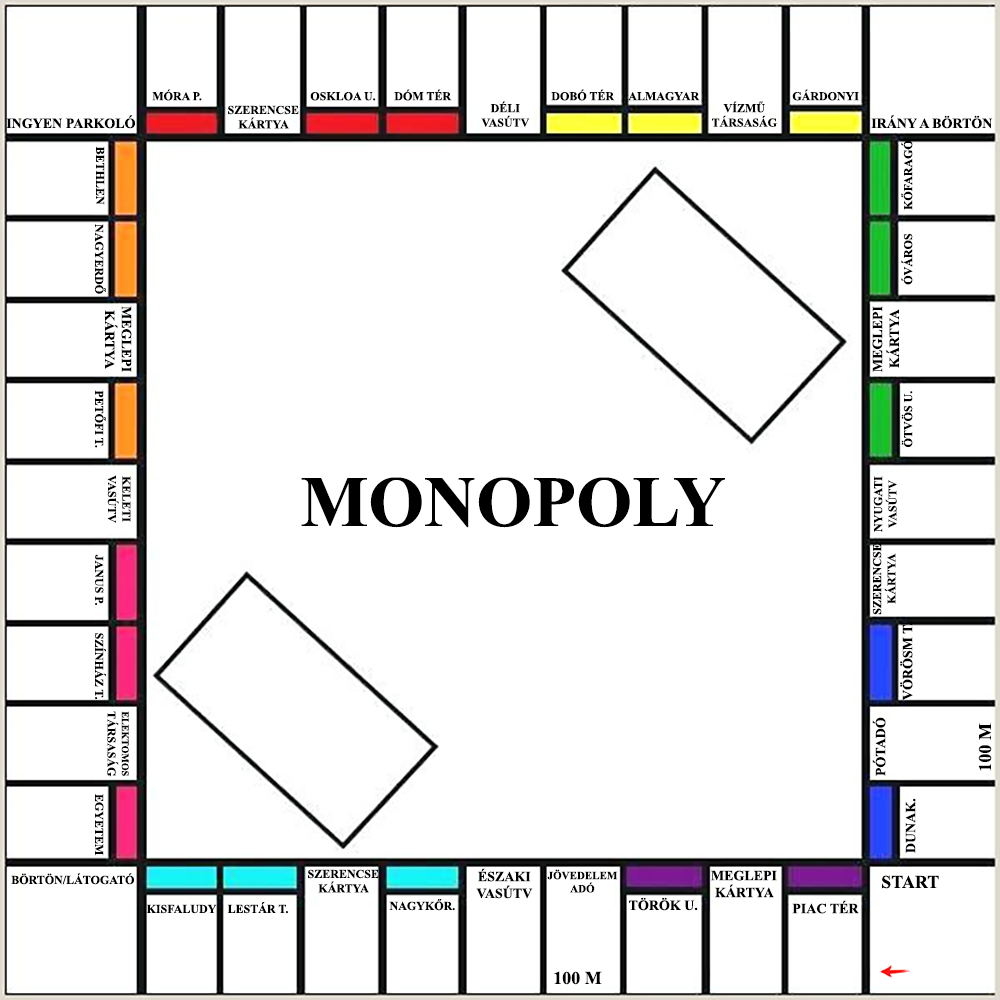 INGYEN PARKOLÓ
MÓRA P.
SZERENCSE
KÁRTYA
OSKLOA U.
DÓM TÉR
DÉLI
VASÚTV
DOBÓ TÉR
ALMAGYAR
VÍZMŰ
TÁRSASÁG
GÁRDONYI
IRÁNY A BÖRTÖN
BETHLEN
NAGYERDŐ
MEGLEPI
KÁRTYA
PETŐFI T.
KELETI
VASÚTV
JANUS P.
SZÍNHÁZ T.
ELEKTOMOS
TÁRSASÁG
EGYETEM
KŐFARAGÓ
ÓVÁROS
MEGLEPI
KÁRTYA
ÖTVÖS U.
NYUGATI
VASÚTV
SZERENCSE
KÁRTYA
VÖRÖSM T
PÓTADÓ
100 M
DUNAK.
MONOPOLY
BÖRTÖN/LÁTOGATÓ
KISFALUDY
LESTÁR T.
SZERENCSE
KÁRTYA
NAGYKŐR.
ÉSZAKI
VASÚTV
JÖVEDELEM
ADÓ
100 M
TÖRÖK U.
MEGLEPI
KÁRTYA
PIAC TÉR
START